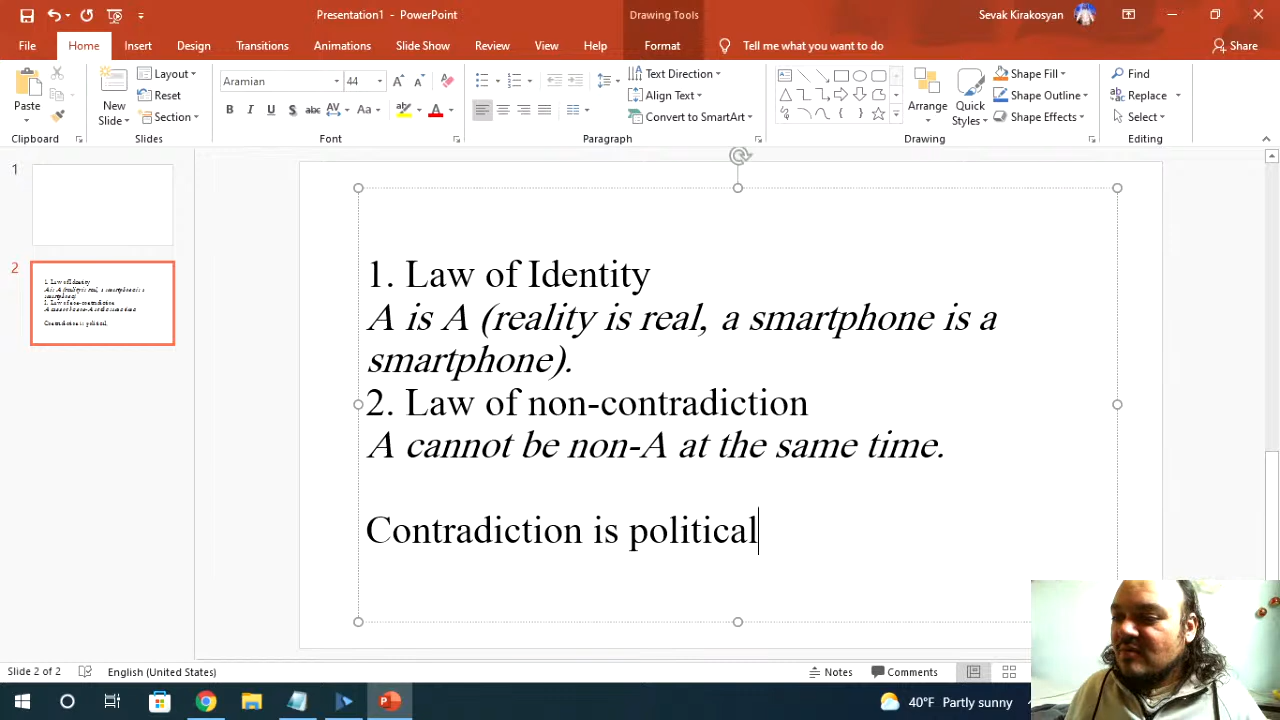 Presentation1 - PowerPoint
Drawing Tools
Sevak Kirakosyan
File Home Insert Design Transitions Animations Slide Show Review View Help Format Tell me what you want to do Share
Paste
Clipboard
New Slide
Layout
Reset
Section
Slides
Aramian 44
B I U S abc AV Aa A
Font
Paragraph
Text Direction
Align Text
Convert to SmartArt
Arrange
Quick Styles
Shape Fill
Shape Outline
Shape Effects
Drawing
Find
Replace
Select
Editing
1
2
1. Law of Identity
A is A (reality is real, a smartphone is a
smartphone).
2. Law of non-contradiction
A cannot be non-A at the same time.
Contradiction is political
Slide 2 of 2 English (United States) Notes Comments
40°F Partly sunny